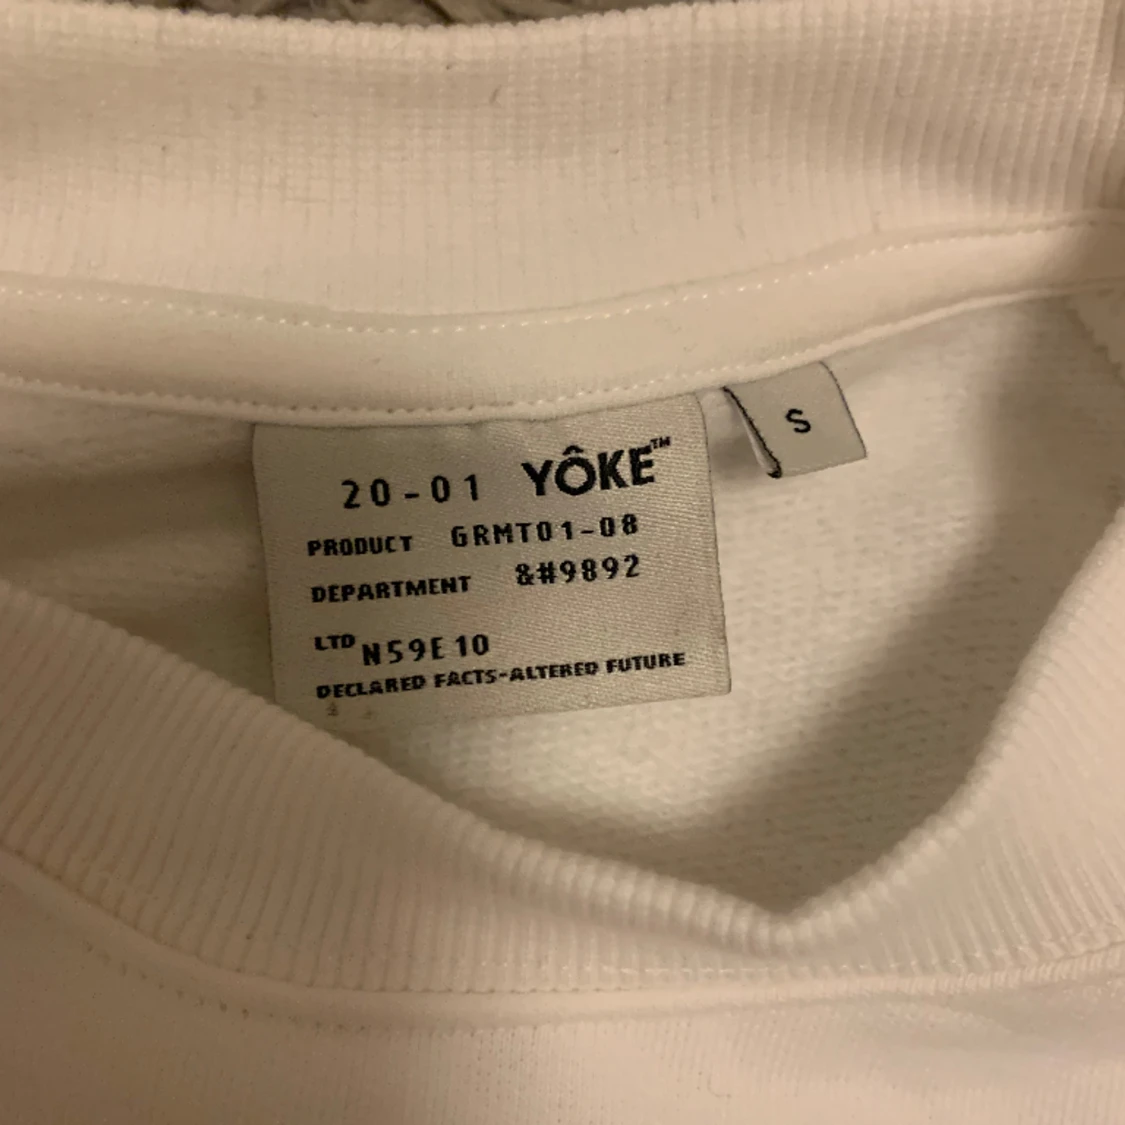 20-01 YÔKE™
PRODUCT GRMT01-08
DEPARTMENT &#9892
LTD N59E10
DECLARED FACTS-ALTERED FUTURE
S